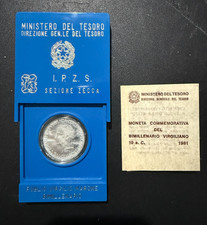 MINISTERO DEL TESORO
DIREZIONE GEN.LE DEL TESORO
I.P.Z.S.
SEZIONE ZECCA
MINISTERO DEL TESORO
MONETA COMMEMORATIVA
DEL
BIMILLENARIO VIRGILIANO
19 a. C. 1981